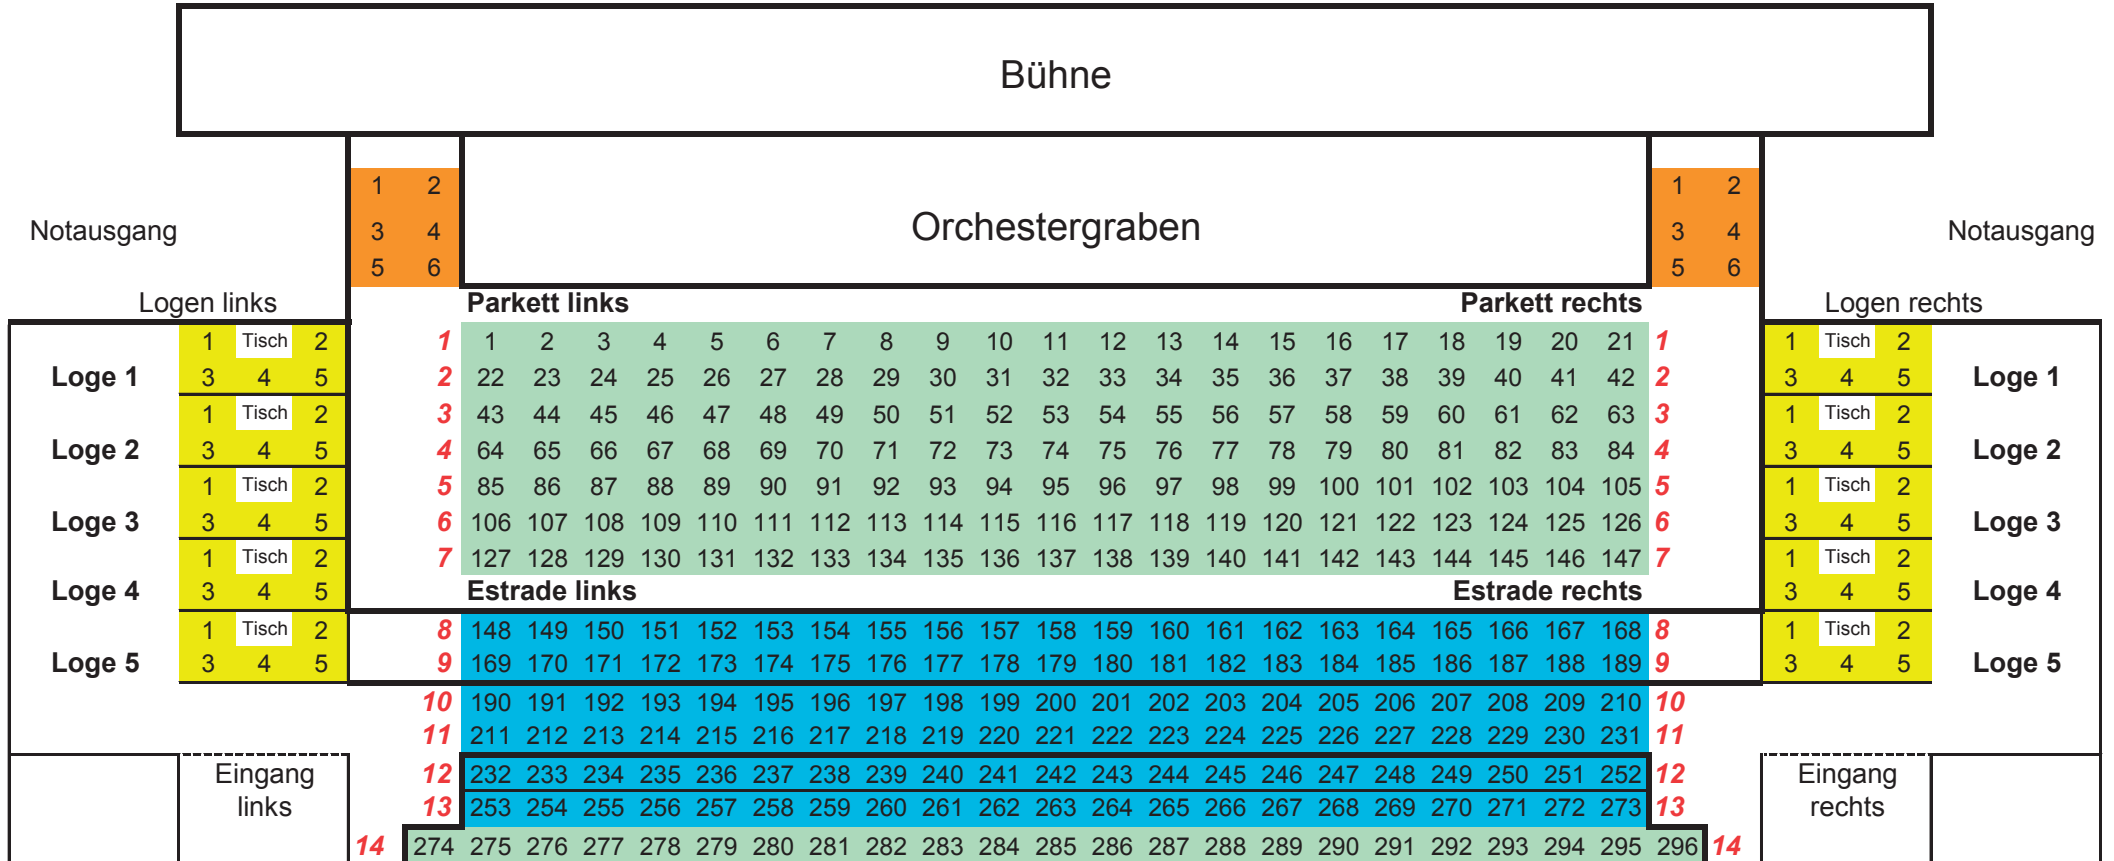 Bühne
1 2 1 2
Notausgang 3 4 Orchestergraben 3 4 Notausgang
5 6 5 6
Logen links Parkett links Parkett rechts Logen rechts
1 Tisch 2 1 1 2 3 4 5 6 7 8 9 10 11 12 13 14 15 16 17 18 19 20 21 1 1 Tisch 2
Loge 1 3 4 5 2 22 23 24 25 26 27 28 29 30 31 32 33 34 35 36 37 38 39 40 41 42 2 3 4 5 Loge 1
1 Tisch 2 3 43 44 45 46 47 48 49 50 51 52 53 54 55 56 57 58 59 60 61 62 63 3 1 Tisch 2
Loge 2 3 4 5 4 64 65 66 67 68 69 70 71 72 73 74 75 76 77 78 79 80 81 82 83 84 4 3 4 5 Loge 2
1 Tisch 2 5 85 86 87 88 89 90 91 92 93 94 95 96 97 98 99 100 101 102 103 104 105 5 1 Tisch 2
Loge 3 3 4 5 6 106 107 108 109 110 111 112 113 114 115 116 117 118 119 120 121 122 123 124 125 126 6 3 4 5 Loge 3
1 Tisch 2 7 127 128 129 130 131 132 133 134 135 136 137 138 139 140 141 142 143 144 145 146 147 7 1 Tisch 2
Loge 4 3 4 5 Estrade links Estrade rechts 3 4 5 Loge 4
1 Tisch 2 8 148 149 150 151 152 153 154 155 156 157 158 159 160 161 162 163 164 165 166 167 168 8 1 Tisch 2
Loge 5 3 4 5 9 169 170 171 172 173 174 175 176 177 178 179 180 181 182 183 184 185 186 187 188 189 9 3 4 5 Loge 5
10 190 191 192 193 194 195 196 197 198 199 200 201 202 203 204 205 206 207 208 209 210 10
11 211 212 213 214 215 216 217 218 219 220 221 222 223 224 225 226 227 228 229 230 231 11
Eingang 12 232 233 234 235 236 237 238 239 240 241 242 243 244 245 246 247 248 249 250 251 252 12 Eingang
links 13 253 254 255 256 257 258 259 260 261 262 263 264 265 266 267 268 269 270 271 272 273 13 rechts
14 274 275 276 277 278 279 280 281 282 283 284 285 286 287 288 289 290 291 292 293 294 295 296 14